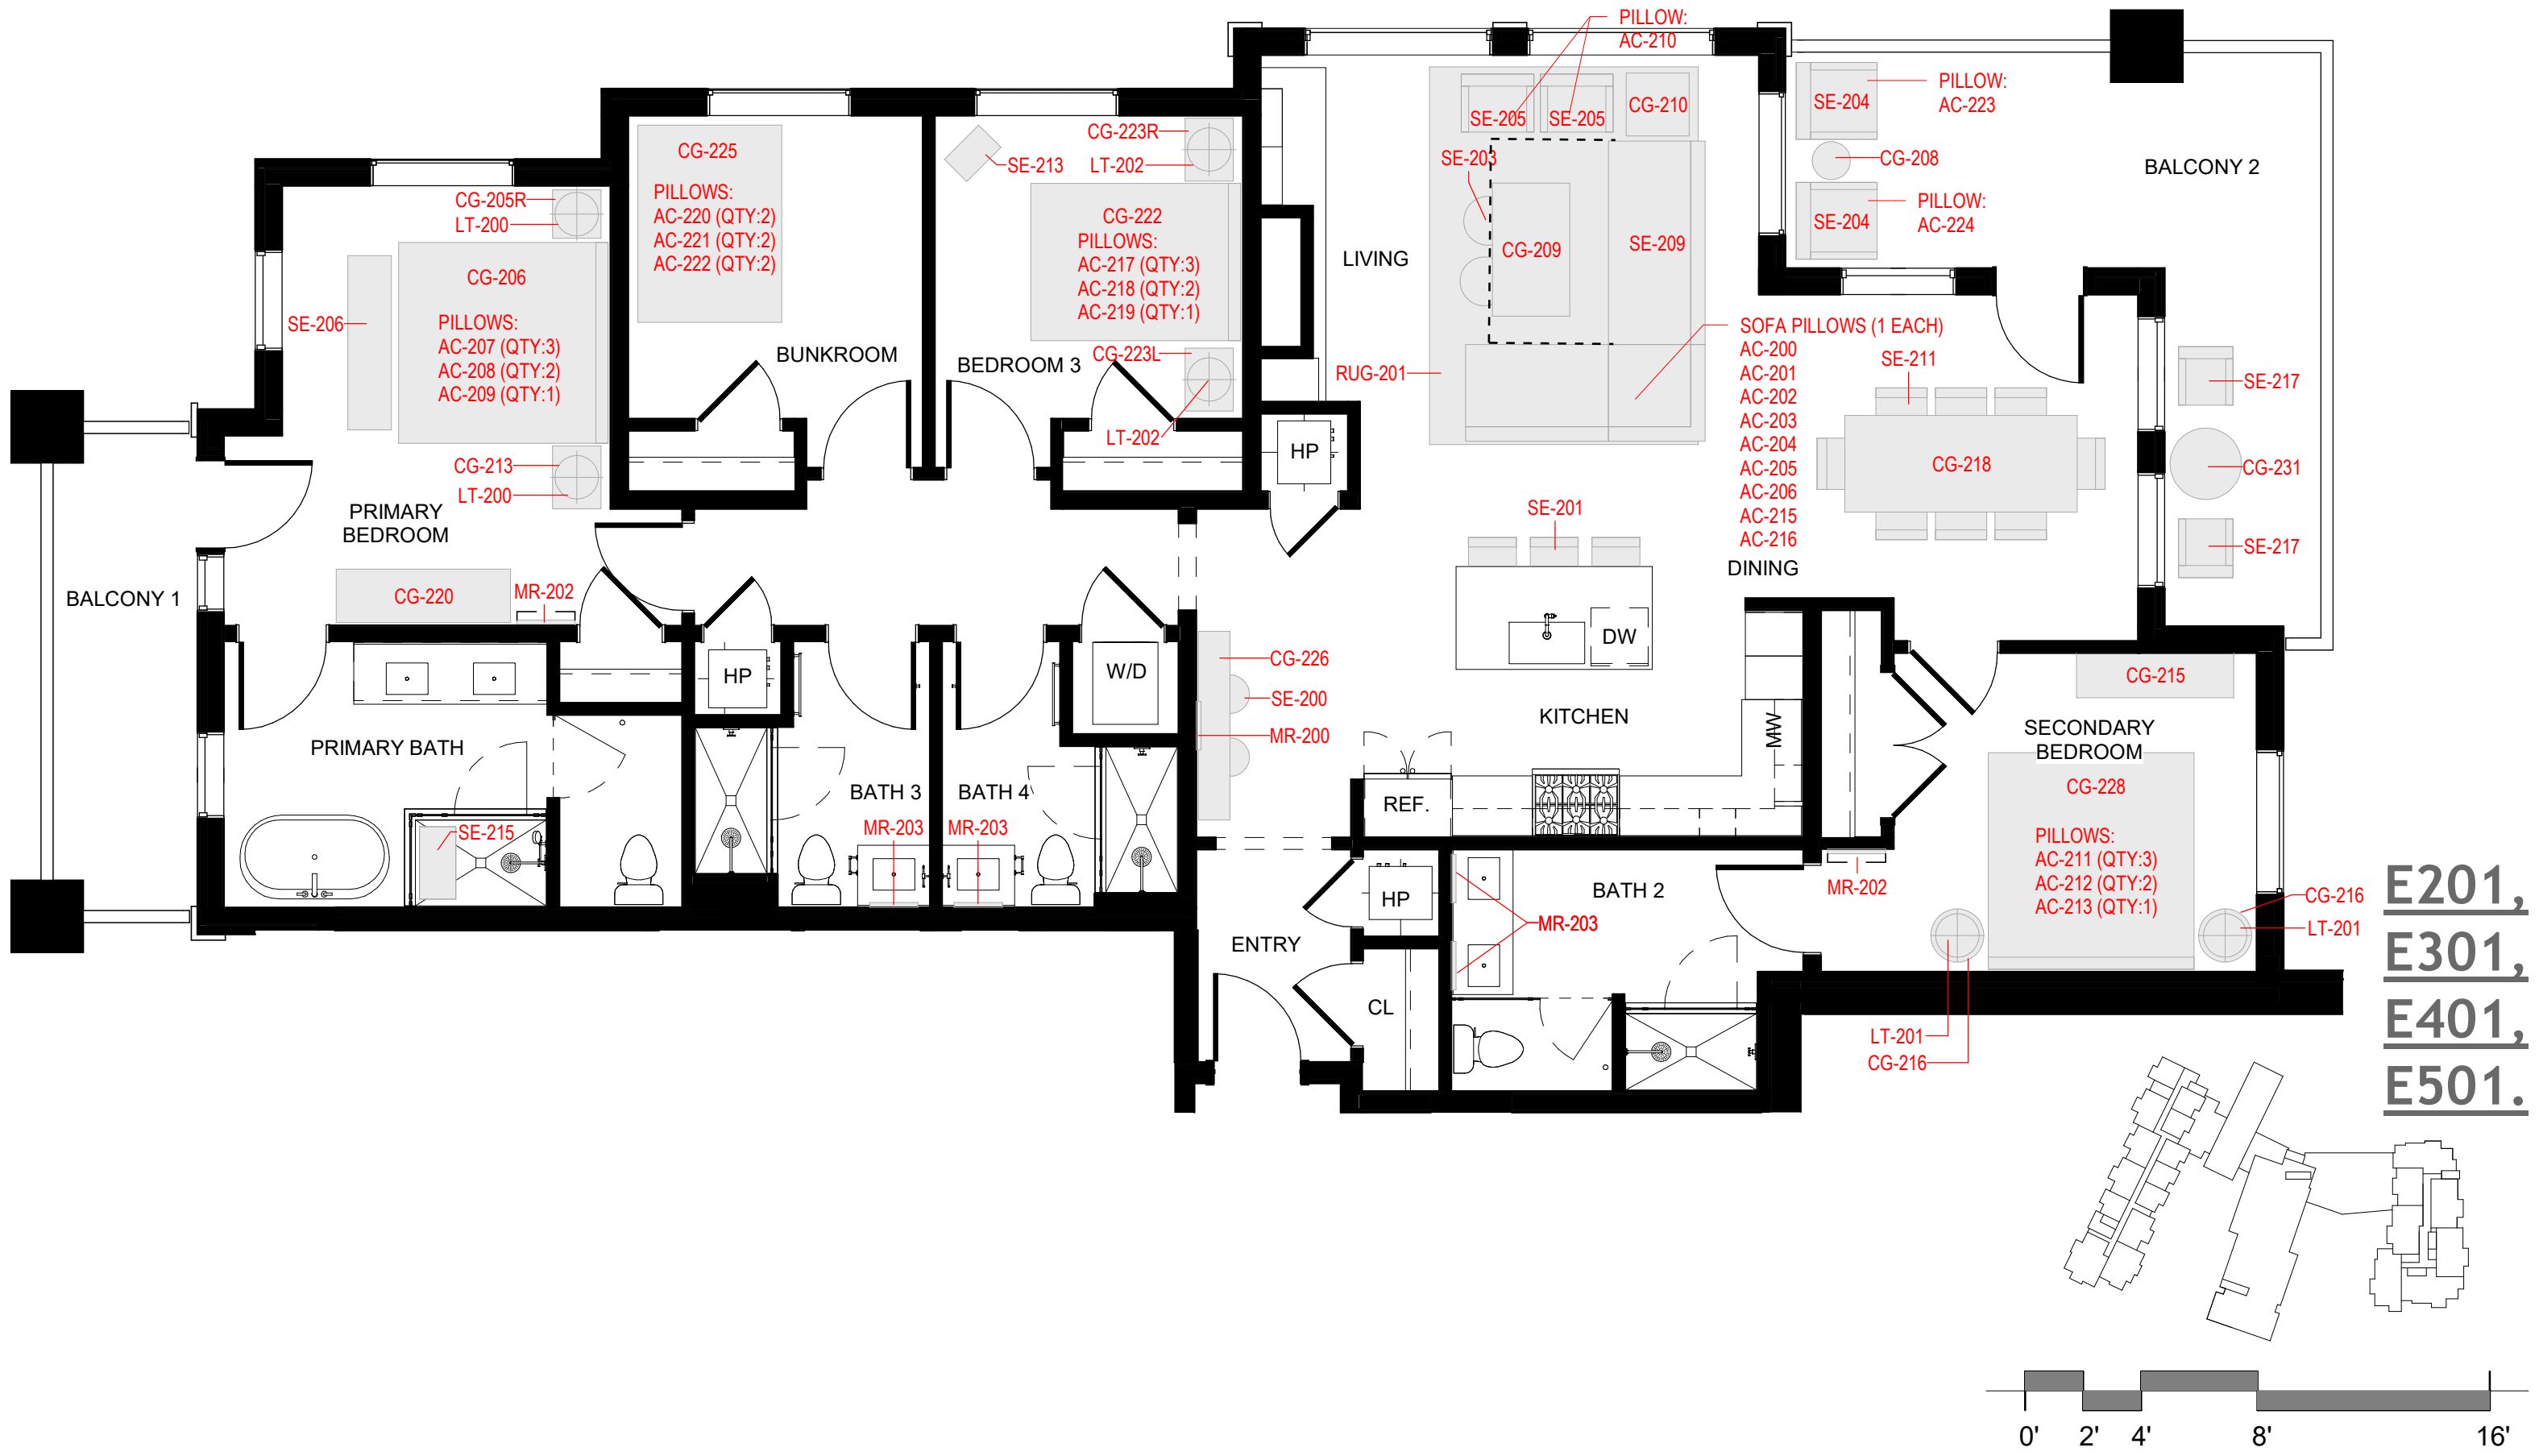 PILLOW:
AC-210
SE-205
SE-205
CG-210
SE-204
PILLOW:
AC-223
CG-208
BALCONY 2
SE-204
PILLOW:
AC-224
CG-225
PILLOWS:
AC-220 (QTY:2)
AC-221 (QTY:2)
AC-222 (QTY:2)
BUNKROOM
CG-223R
LT-202
SE-213
CG-222
PILLOWS:
AC-217 (QTY:3)
AC-218 (QTY:2)
AC-219 (QTY:1)
CG-223L
BEDROOM 3
LT-202
CG-205R
LT-200
CG-206
PILLOWS:
AC-207 (QTY:3)
AC-208 (QTY:2)
AC-209 (QTY:1)
SE-206
CG-213
LT-200
PRIMARY
BEDROOM
CG-220
MR-202
BALCONY 1
SE-203
LIVING
CG-209
SE-209
RUG-201
SOFA PILLOWS (1 EACH)
AC-200
AC-201
AC-202
AC-203
AC-204
AC-205
AC-206
AC-215
AC-216
DINING
SE-211
CG-218
SE-217
CG-231
SE-217
HP
SE-201
DW
KITCHEN
MW
REF.
CG-226
SE-200
MR-200
HP
W/D
PRIMARY BATH
SE-215
BATH 3
MR-203
BATH 4
MR-203
ENTRY
HP
CL
BATH 2
MR-203
MR-202
CG-215
SECONDARY
BEDROOM
CG-228
PILLOWS:
AC-211 (QTY:3)
AC-212 (QTY:2)
AC-213 (QTY:1)
CG-216
LT-201
LT-201
CG-216
E201,
E301,
E401,
E501.
0' 2' 4' 8' 16'